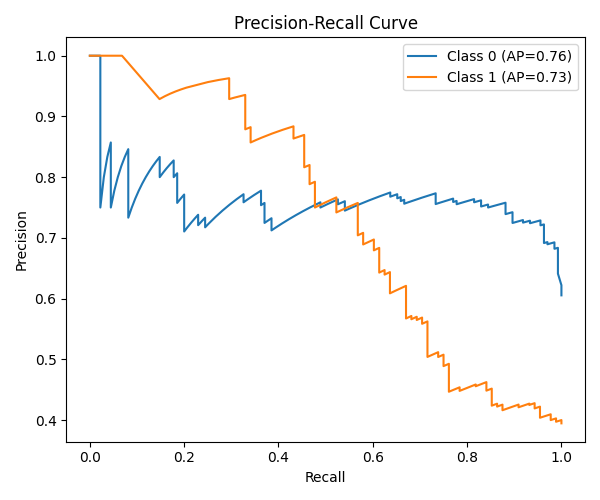 Precision-Recall Curve
Class 0 (AP=0.76)
Class 1 (AP=0.73)
Precision
1.0
0.9
0.8
0.7
0.6
0.5
0.4
0.0 0.2 0.4 0.6 0.8 1.0
Recall